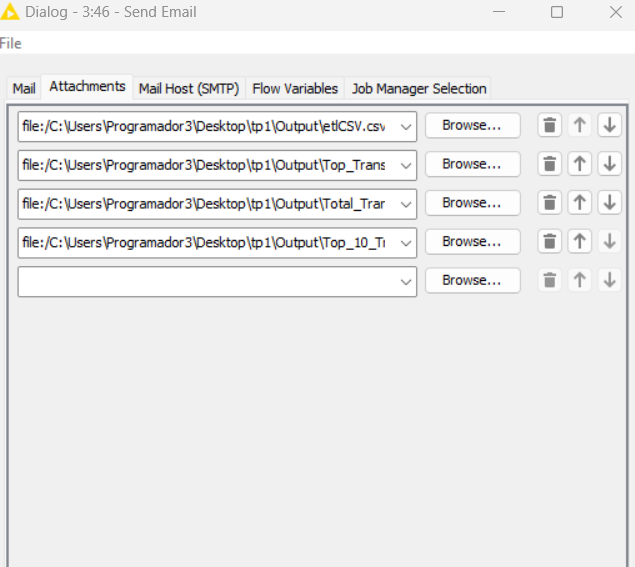 Dialog - 3:46 - Send Email
File
Mail Attachments Mail Host (SMTP) Flow Variables Job Manager Selection
file:/C:\Users\Programador3\Desktop\tp1\Output\etlCSV.csv Browse...
file:/C:\Users\Programador3\Desktop\tp1\Output\Top_Trans Browse...
file:/C:\Users\Programador3\Desktop\tp1\Output\Total_Tran Browse...
file:/C:\Users\Programador3\Desktop\tp1\Output\Top_10_Tr Browse...
Browse...